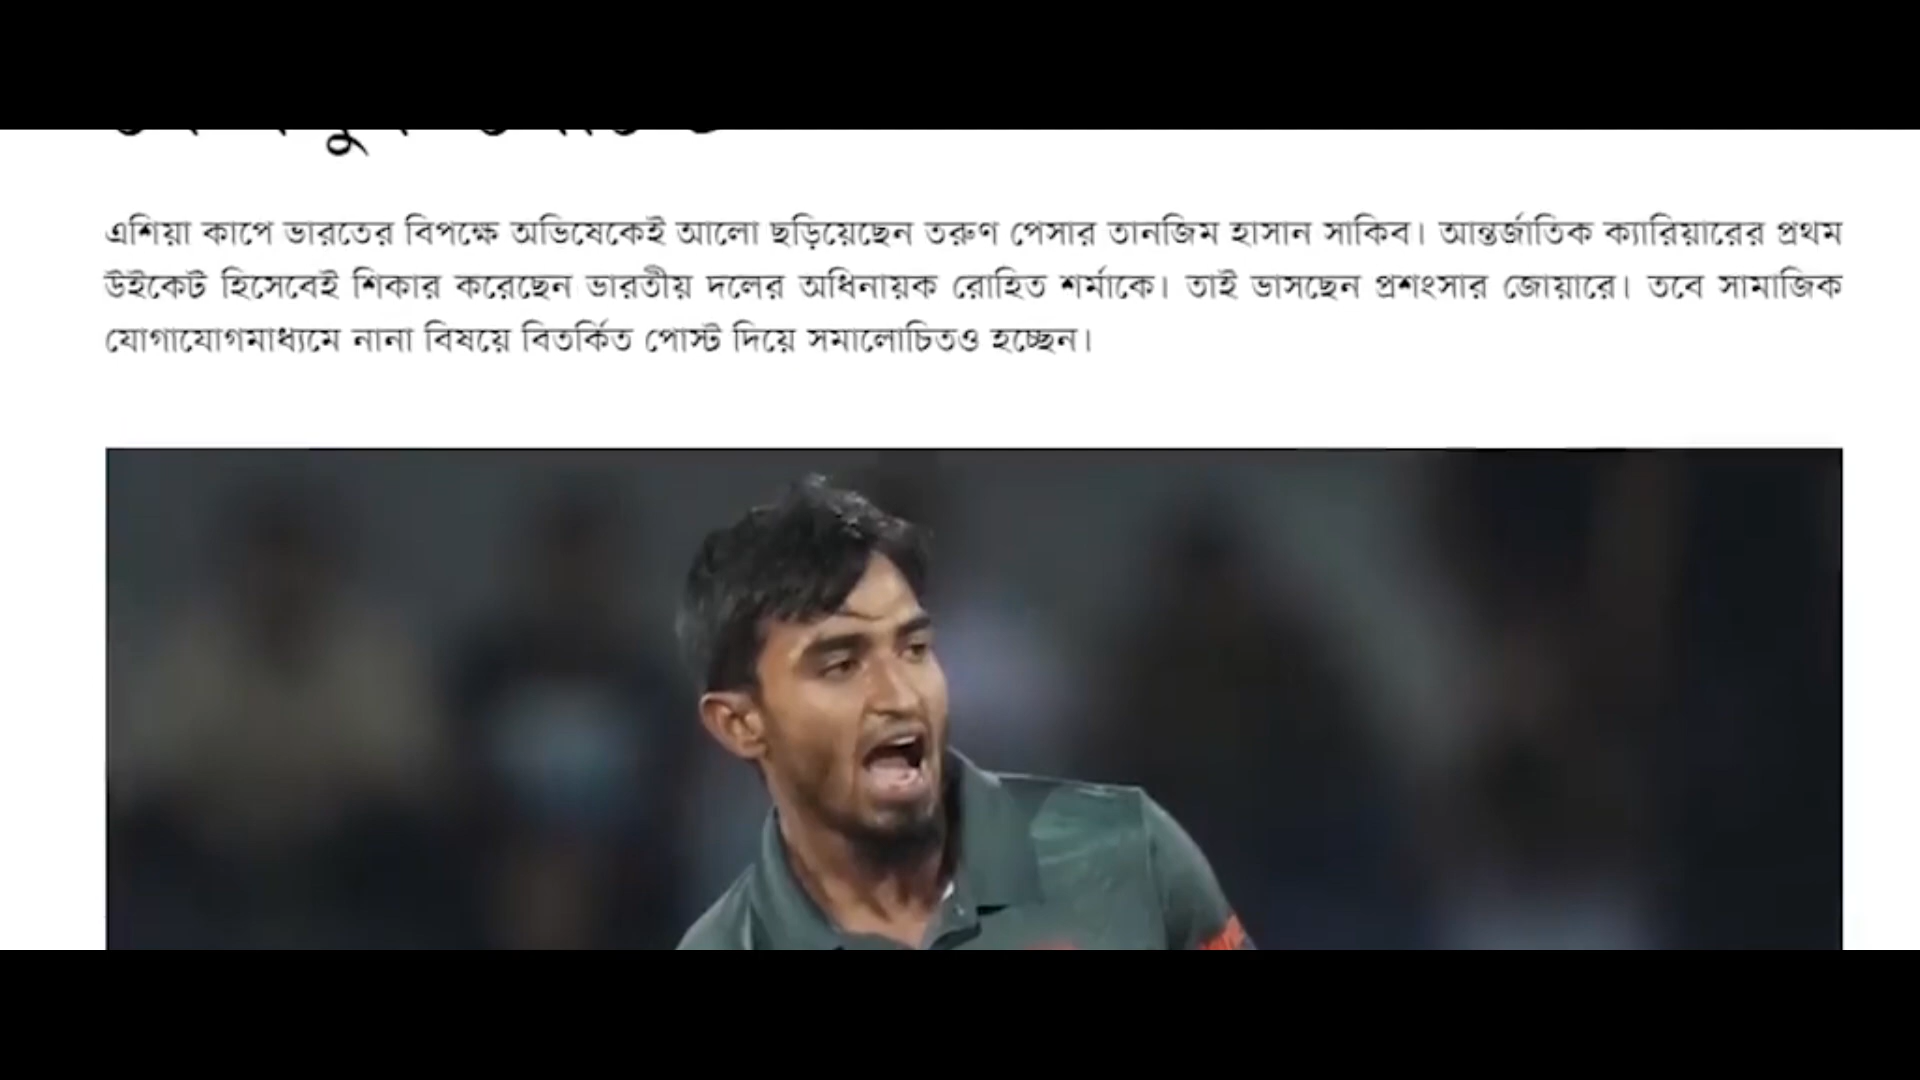 এশিয়া কাপে ভারতের বিপক্ষে অভিষেকেই আলো ছড়িয়েছেন তরুণ পেসার তানজিম হাসান সাকিব। আন্তর্জাতিক ক্যারিয়ারের প্রথম
উইকেট হিসেবেই শিকার করেছেন ভারতীয় দলের অধিনায়ক রোহিত শর্মাকে। তাই ভাসছেন প্রশংসার জোয়ারে। তবে সামাজিক
যোগাযোগমাধ্যমে নানা বিষয়ে বিতর্কিত পোস্ট দিয়ে সমালোচিতও হচ্ছেন।